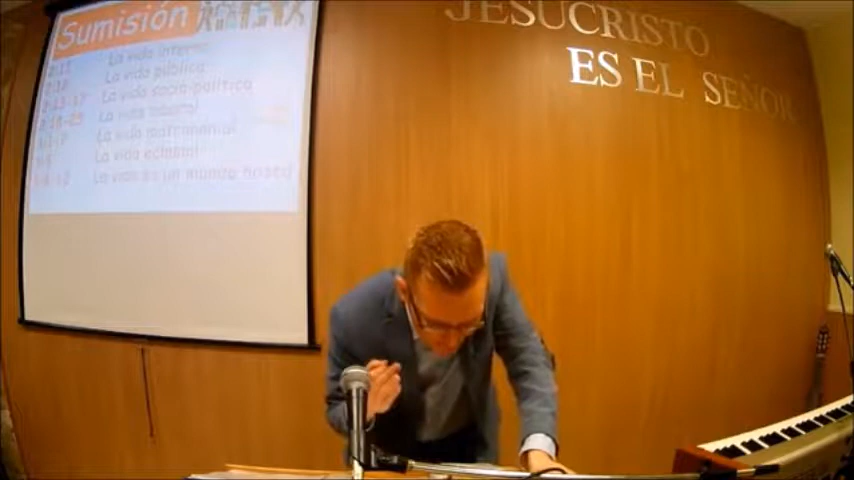 Sumisión
La vida interna
La vida pública
La vida socio-política
La vida laboral
La vida matrimonial
La vida eclesial
La vida en un mundo hostil
JESUCRISTO
ES EL SEÑOR